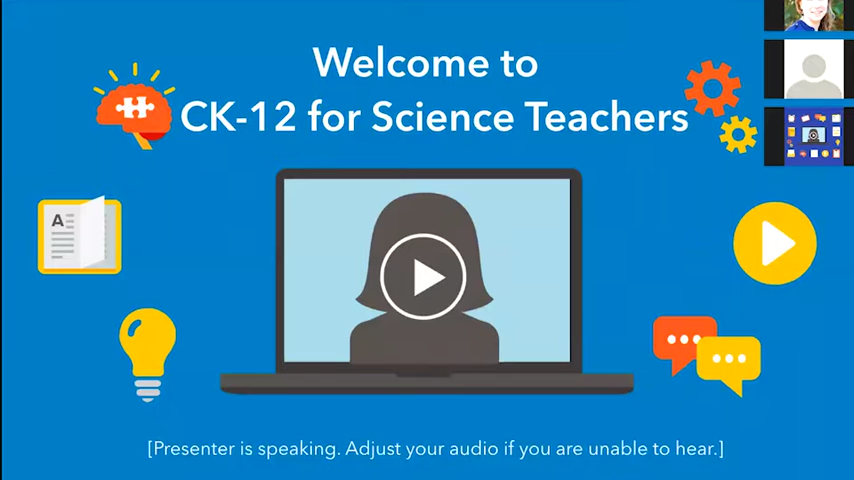 Welcome to
CK-12 for Science Teachers
A
[Presenter is speaking. Adjust your audio if you are unable to hear.]